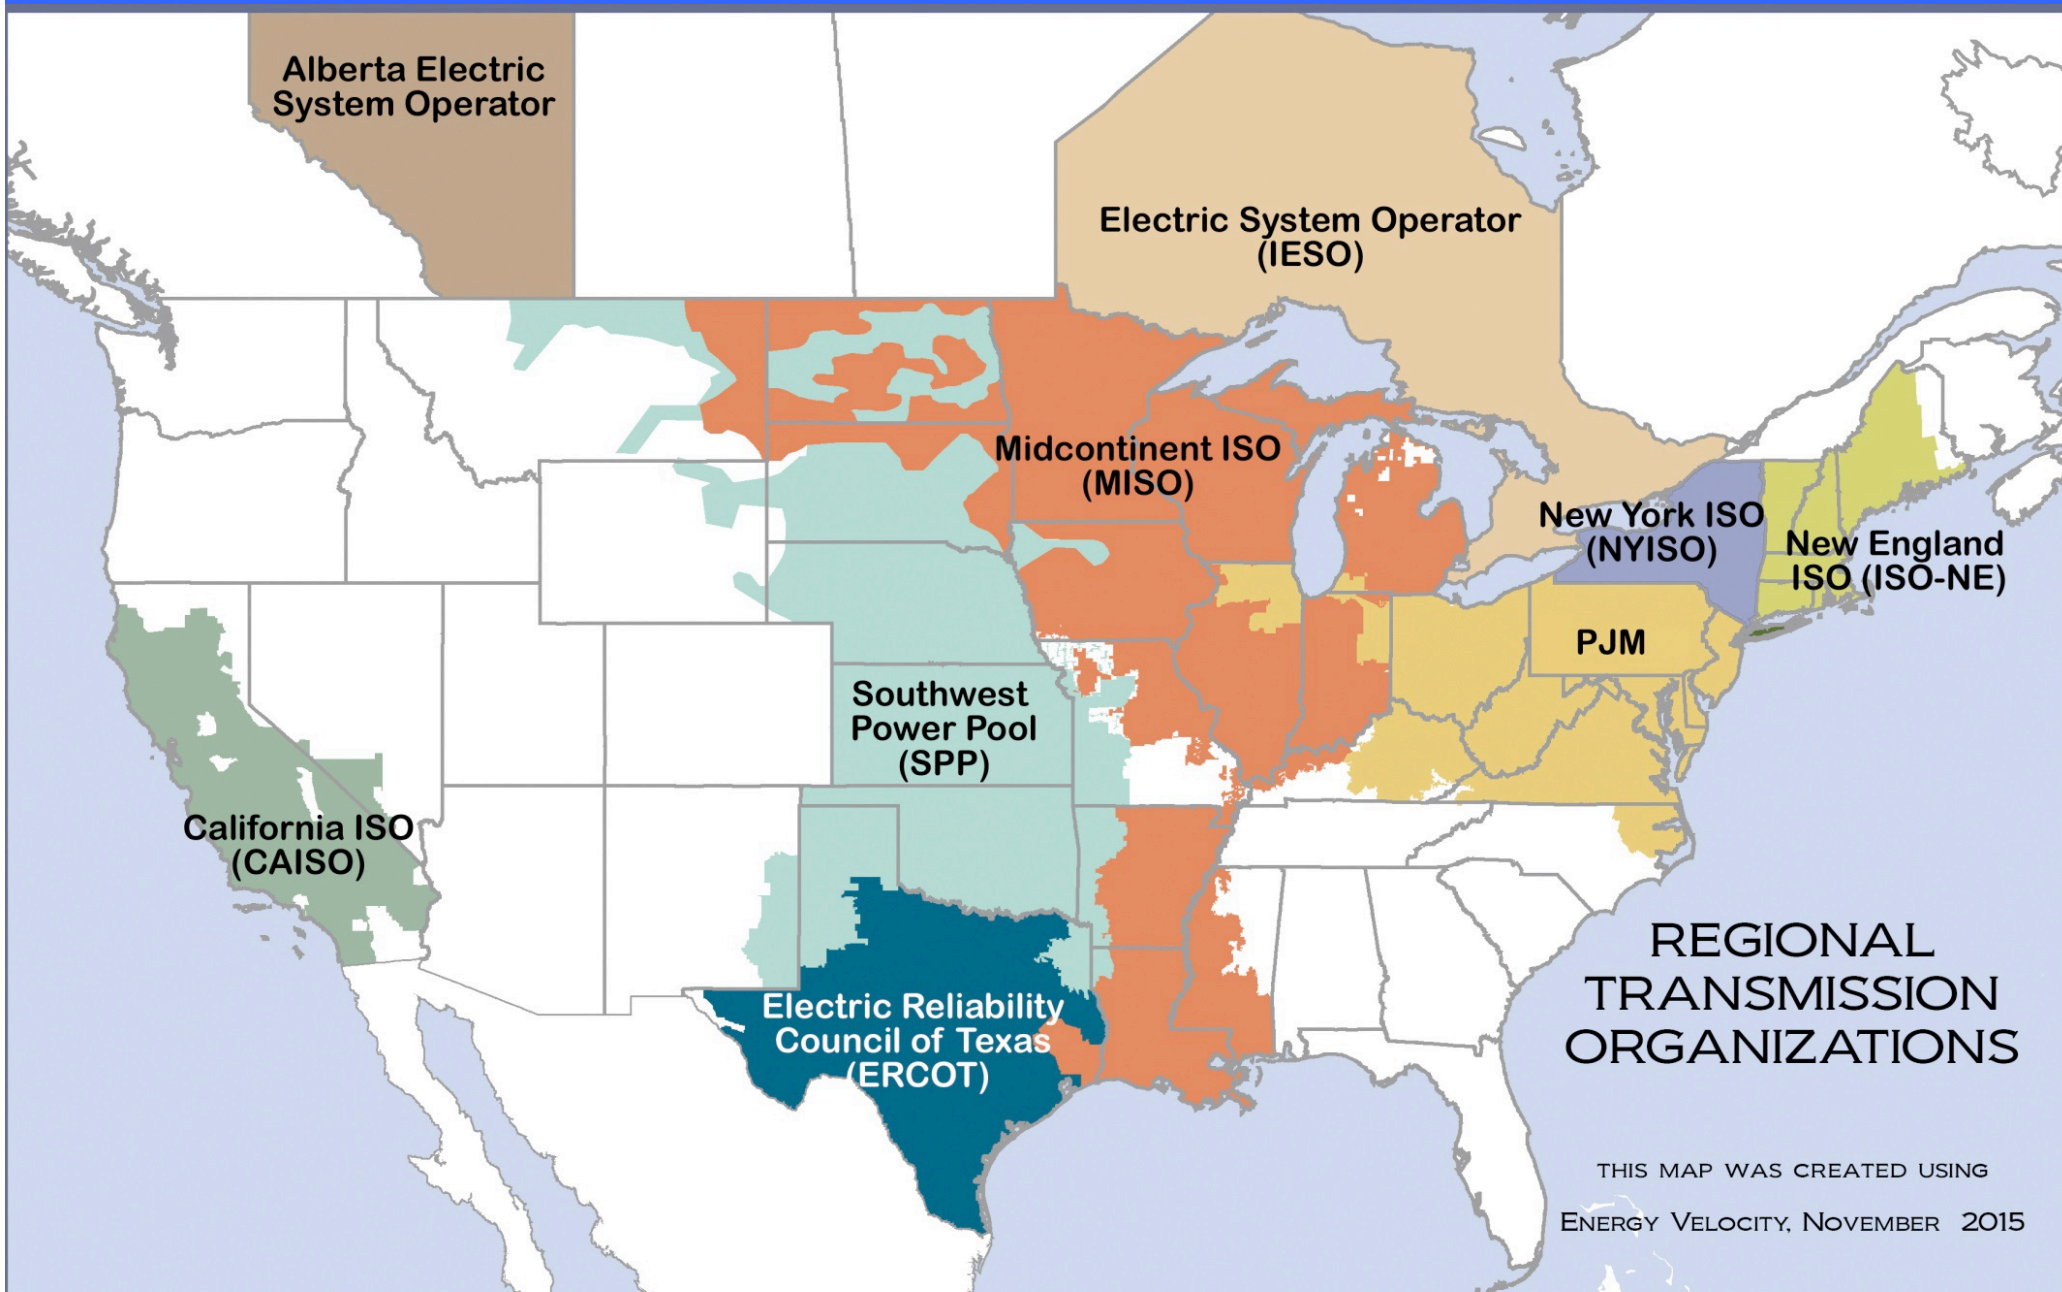 Alberta Electric
System Operator
Electric System Operator
(IESO)
Midcontinent ISO
(MISO)
New York ISO
(NYISO)
New England
ISO (ISO-NE)
PJM
Southwest
Power Pool
(SPP)
California ISO
(CAISO)
Electric Reliability
Council of Texas
(ERCOT)
REGIONAL
TRANSMISSION
ORGANIZATIONS
THIS MAP WAS CREATED USING
ENERGY VELOCITY, NOVEMBER 2015